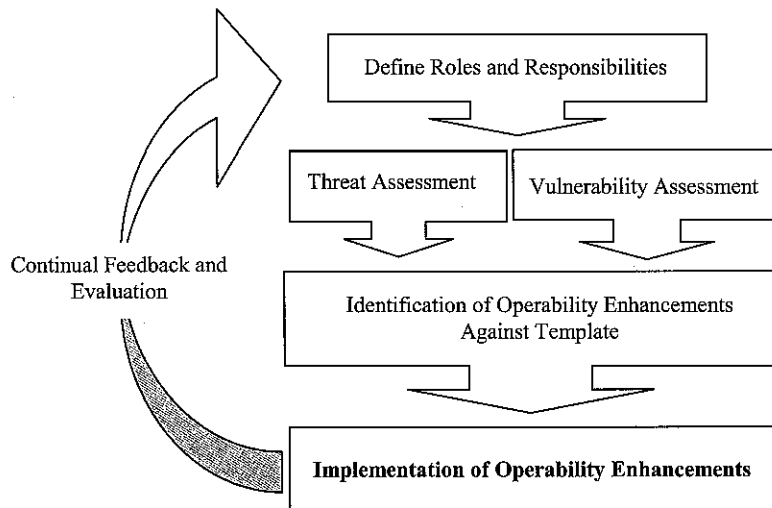 Define Roles and Responsibilities
Threat Assessment
Vulnerability Assessment
Continual Feedback and
Evaluation
Identification of Operability Enhancements
Against Template
Implementation of Operability Enhancements